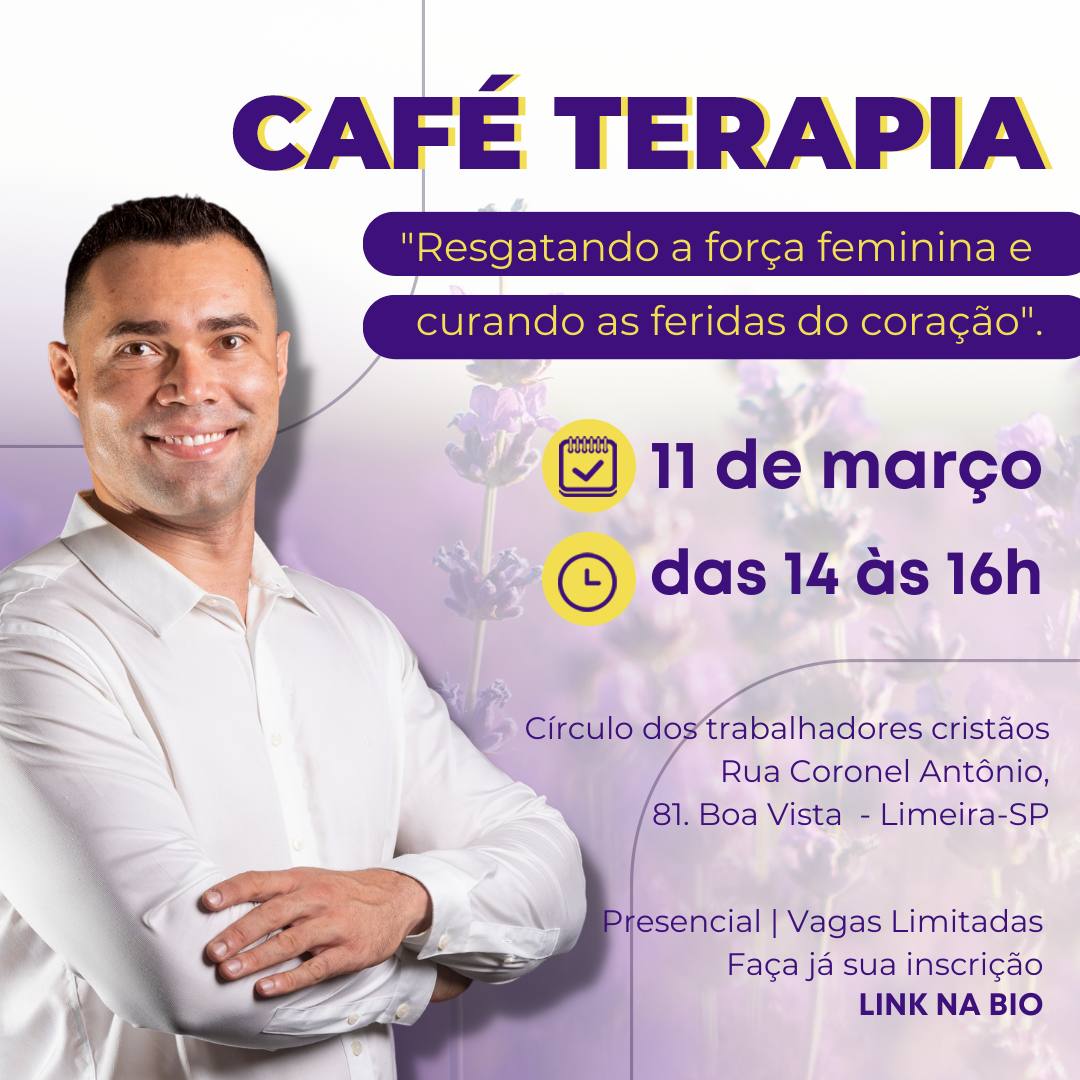 CAFÉ TERAPIA
"Resgatando a força feminina e
curando as feridas do coração".
11 de março
das 14 às 16h
Círculo dos trabalhadores cristãos
Rua Coronel Antônio,
81. Boa Vista - Limeira-SP
Presencial | Vagas Limitadas
Faça já sua inscrição
LINK NA BIO